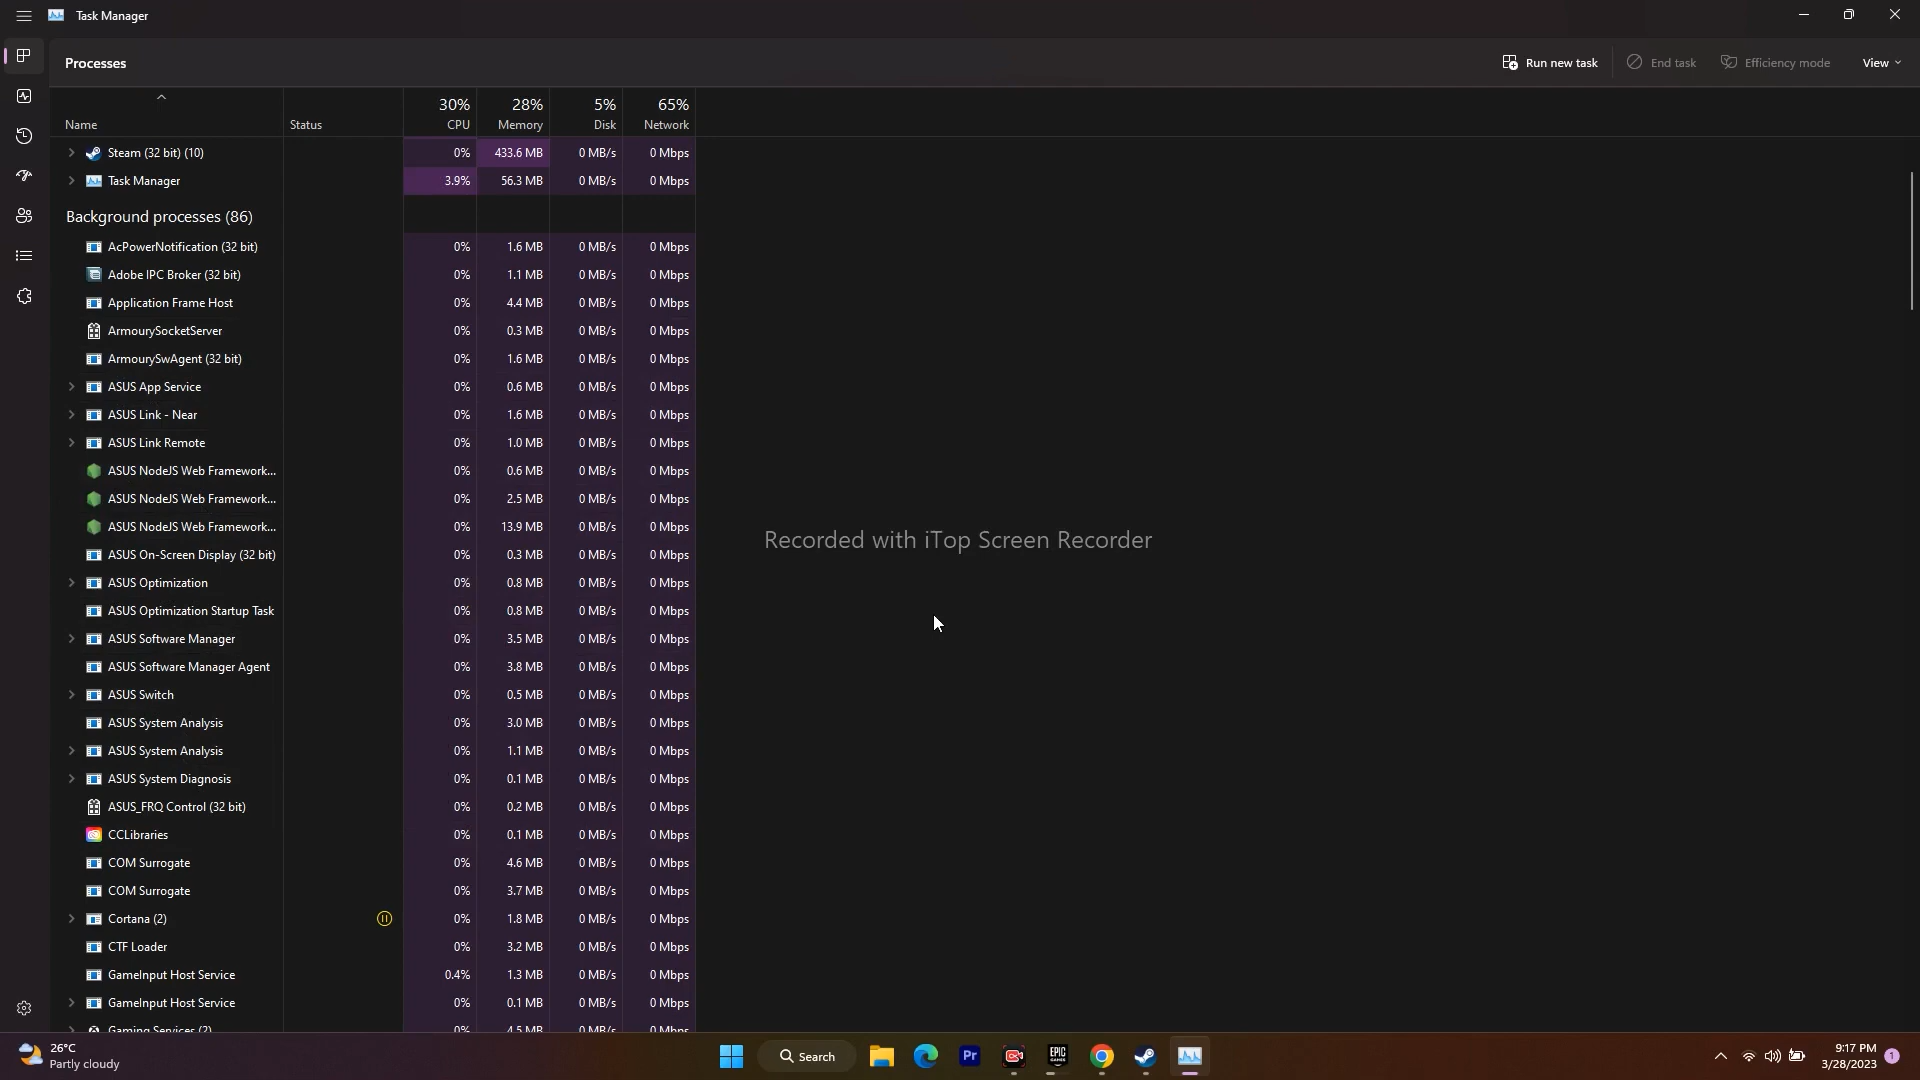 Task Manager
Processes
Run new task
End task
Efficiency mode
View
30% 28% 5% 65%
Name Status CPU Memory Disk Network
Steam (32 bit) (10) 0% 433.6 MB 0 MB/s 0 Mbps
Task Manager 3.9% 56.3 MB 0 MB/s 0 Mbps
Background processes (86)
AcPowerNotification (32 bit) 0% 1.6 MB 0 MB/s 0 Mbps
Adobe IPC Broker (32 bit) 0% 1.1 MB 0 MB/s 0 Mbps
Application Frame Host 0% 4.4 MB 0 MB/s 0 Mbps
ArmourySocketServer 0% 0.3 MB 0 MB/s 0 Mbps
ArmourySwAgent (32 bit) 0% 1.6 MB 0 MB/s 0 Mbps
ASUS App Service 0% 0.6 MB 0 MB/s 0 Mbps
ASUS Link - Near 0% 1.6 MB 0 MB/s 0 Mbps
ASUS Link Remote 0% 1.0 MB 0 MB/s 0 Mbps
ASUS NodeJS Web Framework... 0% 0.6 MB 0 MB/s 0 Mbps
ASUS NodeJS Web Framework... 0% 2.5 MB 0 MB/s 0 Mbps
ASUS NodeJS Web Framework... 0% 13.9 MB 0 MB/s 0 Mbps
Recorded with iTop Screen Recorder
ASUS On-Screen Display (32 bit) 0% 0.3 MB 0 MB/s 0 Mbps
ASUS Optimization 0% 0.8 MB 0 MB/s 0 Mbps
ASUS Optimization Startup Task 0% 0.8 MB 0 MB/s 0 Mbps
ASUS Software Manager 0% 3.5 MB 0 MB/s 0 Mbps
ASUS Software Manager Agent 0% 3.8 MB 0 MB/s 0 Mbps
ASUS Switch 0% 0.5 MB 0 MB/s 0 Mbps
ASUS System Analysis 0% 3.0 MB 0 MB/s 0 Mbps
ASUS System Analysis 0% 1.1 MB 0 MB/s 0 Mbps
ASUS System Diagnosis 0% 0.1 MB 0 MB/s 0 Mbps
ASUS_FRQ Control (32 bit) 0% 0.2 MB 0 MB/s 0 Mbps
CCLibraries 0% 0.1 MB 0 MB/s 0 Mbps
COM Surrogate 0% 4.6 MB 0 MB/s 0 Mbps
COM Surrogate 0% 3.7 MB 0 MB/s 0 Mbps
Cortana (2) 0% 1.8 MB 0 MB/s 0 Mbps
CTF Loader 0% 3.2 MB 0 MB/s 0 Mbps
GameInput Host Service 0.4% 1.3 MB 0 MB/s 0 Mbps
GameInput Host Service 0% 0.1 MB 0 MB/s 0 Mbps
Gaming Services (2) 0% 4.5 MB 0 MB/s 0 Mbps
26°C
Partly cloudy
Search
Pr
EPIC
GAMES
9:17 PM
3/28/2023
1